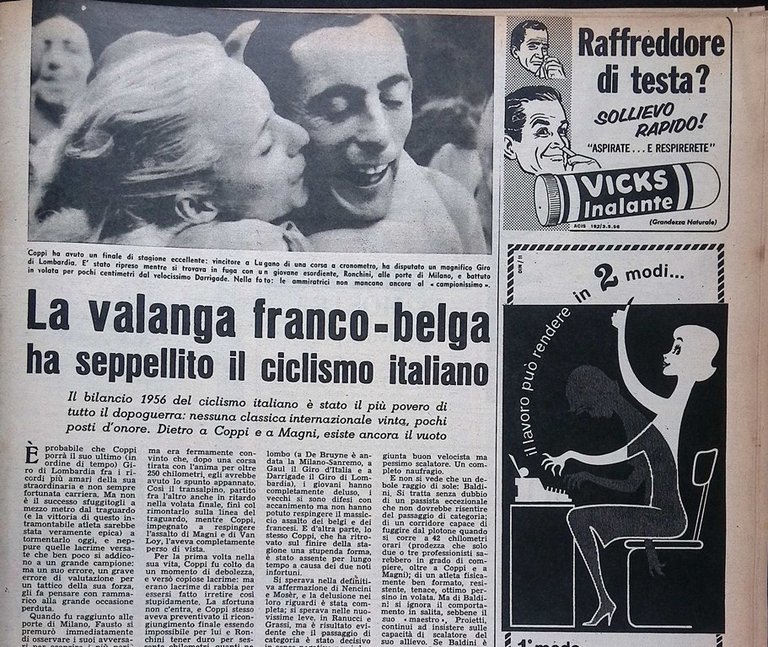 Coppi ha avuto un finale di stagione eccellente: vincitore a Lugano di una corsa a cronometro, ha disputato un magnifico Giro
di Lombardia. E' stato ripreso mentre si trovava in fuga con un giovane esordiente, Ronchini, alle porte di Milano, e battuto
in volata per pochi centimetri dal velocissimo Darrigade. Nella foto: le ammiratrici non mancano ancora al «campionissimo».
La valanga franco-belga
ha seppellito il ciclismo italiano
Il bilancio 1956 del ciclismo italiano è stato il più povero di
tutto il dopoguerra: nessuna classica internazionale vinta, pochi
posti d'onore. Dietro a Coppi e a Magni, esiste ancora il vuoto
È probabile che Coppi
porrà il suo ultimo (in
ordine di tempo) Gi-
ro di Lombardia fra i ri-
cordi più amari della sua
straordinaria e non sempre
fortunata carriera. Ma non
è il successo sfuggitogli a
mezzo metro dal traguardo
(e la vittoria di questo in-
tramontabile atleta sarebbe
stata veramente epica) a
tormentarlo oggi, e nep-
pure quelle lacrime versa-
te che ben poco si addico-
no a un grande campione:
ma un suo errore, un grave
errore di valutazione per
un tattico della sua forza,
gli fa pensare con ramma-
rico alla grande occasione
perduta.
Quando fu raggiunto alle
porte di Milano, Fausto si
premurò immediatamente
di osservare i suoi avversa-
ma era fermamente con-
vinto che, dopo una corsa
tirata con l'anima per oltre
250 chilometri, egli avrebbe
avuto lo spunto appannato.
Così il transalpino, partito
fra l'altro anche in ritardo
nella volata finale, finì col
rimontarlo sulla linea del
traguardo, mentre Coppi,
impegnato a respingere
l'assalto di Magni e di Van
Loy, l'aveva completamente
perso di vista.
Per la prima volta nella
sua vita, Coppi fu colto da
un momento di debolezza,
e versò copiose lacrime: ma
erano lacrime di rabbia per
essersi fatto irretire così
stupidamente. La sfortuna
non c'entra, e Coppi stesso
aveva preventivato il ricon-
giungimento finale essendo
impossibile per lui e Ron-
chini tener duro per ses-
lombo (a De Bruyne è an-
data la Milano-Sanremo, a
Gaul il Giro d'Italia e a
Darrigade il Giro di Lom-
bardia), i giovani hanno
completamente deluso, i
vecchi si sono difesi con
accanimento ma non hanno
potuto respingere il massic-
cio assalto dei belgi e dei
francesi. E d'altra parte, lo
stesso Coppi, che ha ritro-
vato sul finire della sta-
gione una stupenda forma,
è stato assente per lungo
tempo a causa dei due noti
infortuni.
Si sperava nella definiti-
va affermazione di Nencini
e Mosèr, e la delusione nei
loro riguardi è stata com-
pleta; si sperava nelle nuo-
vissime leve, in Ranucci e
Grassi, ma è risultato evi-
dente che il passaggio di
categoria è stato decisivo
giunta buon velocista ma
pessimo scalatore. Un com-
pleto naufragio.
E non si vede che un de-
bole raggio di sole: Baldi-
ni. Si tratta senza dubbio
di un passista eccezionale
che non dovrebbe risentire
del passaggio di categoria;
di un corridore capace di
fuggire dal plotone quando
si corre a 42 chilometri
orari (prodezza che solo
due o tre professionisti sa-
rebbero in grado di com-
piere, oltre a Coppi e a
Magni); di un atleta fisica-
mente ben formato, resi-
stente, tenace, ottimo per-
sino in volata. Ma di Baldi-
ni si ignora il comporta-
mento in salita, sebbene il
suo «maestro», Proietti,
continui ad insistere sulle
capacità di scalatore del
suo allievo. Se Baldini è
Raffreddore
di testa?
SOLLIEVO
RAPIDO!
"ASPIRATE... E RESPIRERETE"
VICKS
Inalante
(Grandezza Naturale)
ACIS 192/3.5.56
il lavoro può rendere in 2 modi...